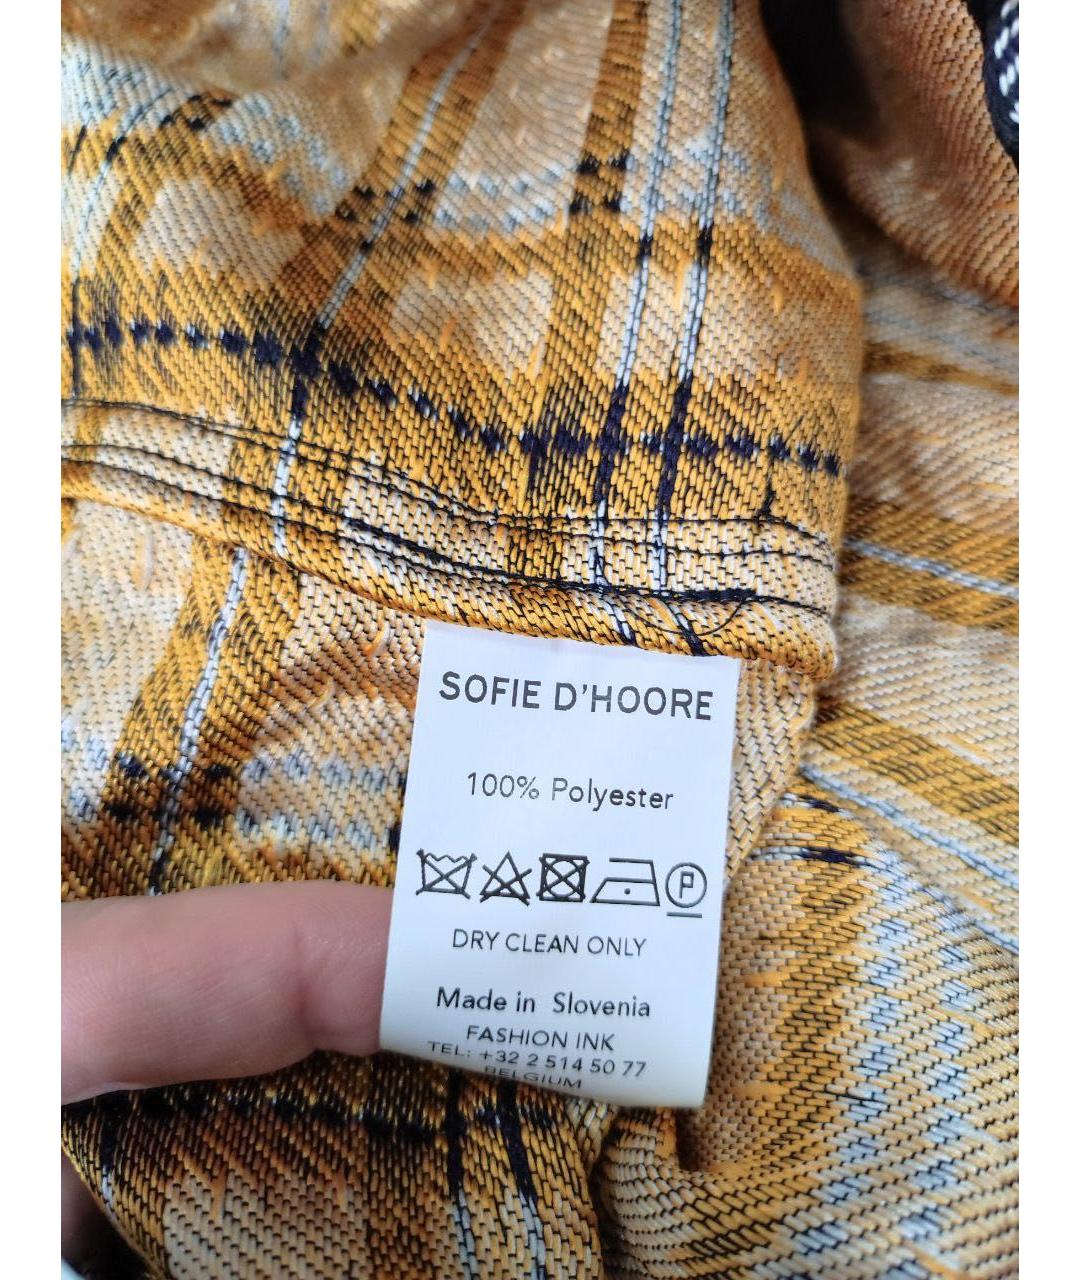 SOFIE D'HOORE
100% Polyester
P
DRY CLEAN ONLY
Made in Slovenia
FASHION INK
TEL: +32 2 514 50 77
BELGIUM